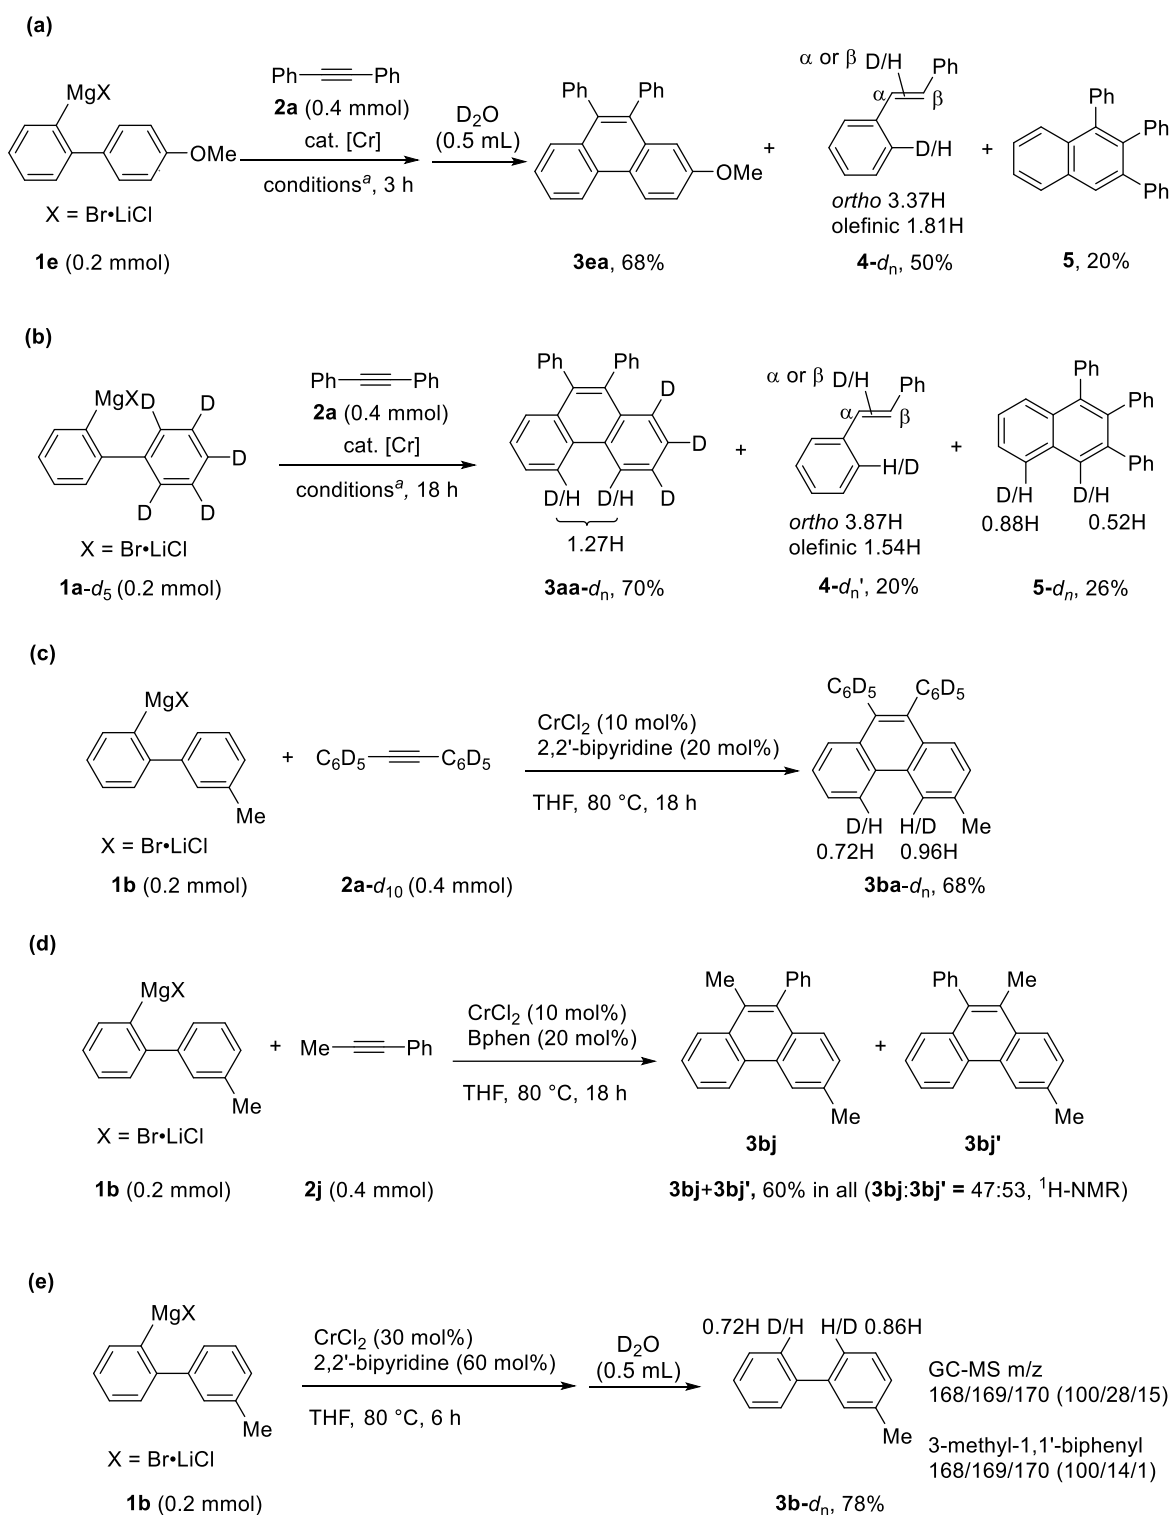 (a)
MgX
OMe
X = Br•LiCl
1e (0.2 mmol)
Ph Ph
2a (0.4 mmol)
cat. [Cr]
conditionsᵃ, 3 h
D₂O
(0.5 mL)
Ph Ph
OMe
3ea, 68%
+
α or β D/H Ph
α β
D/H
ortho 3.37H
olefinic 1.81H
4-dₙ, 50%
+
Ph
Ph
Ph
5, 20%
(b)
MgX D D
D
D D
X = Br•LiCl
1a-d₅ (0.2 mmol)
Ph Ph
2a (0.4 mmol)
cat. [Cr]
conditionsᵃ, 18 h
Ph Ph
D
D
D/H D/H D
1.27H
3aa-dₙ, 70%
+
α or β D/H Ph
α β
H/D
ortho 3.87H
olefinic 1.54H
4-dₙ', 20%
+
Ph
Ph
Ph
D/H D/H
0.88H 0.52H
5-dₙ, 26%
(c)
MgX
Me
X = Br•LiCl
1b (0.2 mmol)
+
C₆D₅ C₆D₅
2a-d₁₀ (0.4 mmol)
CrCl₂ (10 mol%)
2,2'-bipyridine (20 mol%)
THF, 80 °C, 18 h
C₆D₅ C₆D₅
D/H H/D Me
0.72H 0.96H
3ba-dₙ, 68%
(d)
MgX
Me
X = Br•LiCl
1b (0.2 mmol)
+
Me Ph
2j (0.4 mmol)
CrCl₂ (10 mol%)
Bphen (20 mol%)
THF, 80 °C, 18 h
Me Ph
Me
3bj
+
Ph Me
Me
3bj'
3bj+3bj', 60% in all (3bj:3bj' = 47:53, ¹H-NMR)
(e)
MgX
Me
X = Br•LiCl
1b (0.2 mmol)
CrCl₂ (30 mol%)
2,2'-bipyridine (60 mol%)
THF, 80 °C, 6 h
D₂O
(0.5 mL)
0.72H D/H H/D 0.86H
Me
3b-dₙ, 78%
GC-MS m/z
168/169/170 (100/28/15)
3-methyl-1,1'-biphenyl
168/169/170 (100/14/1)